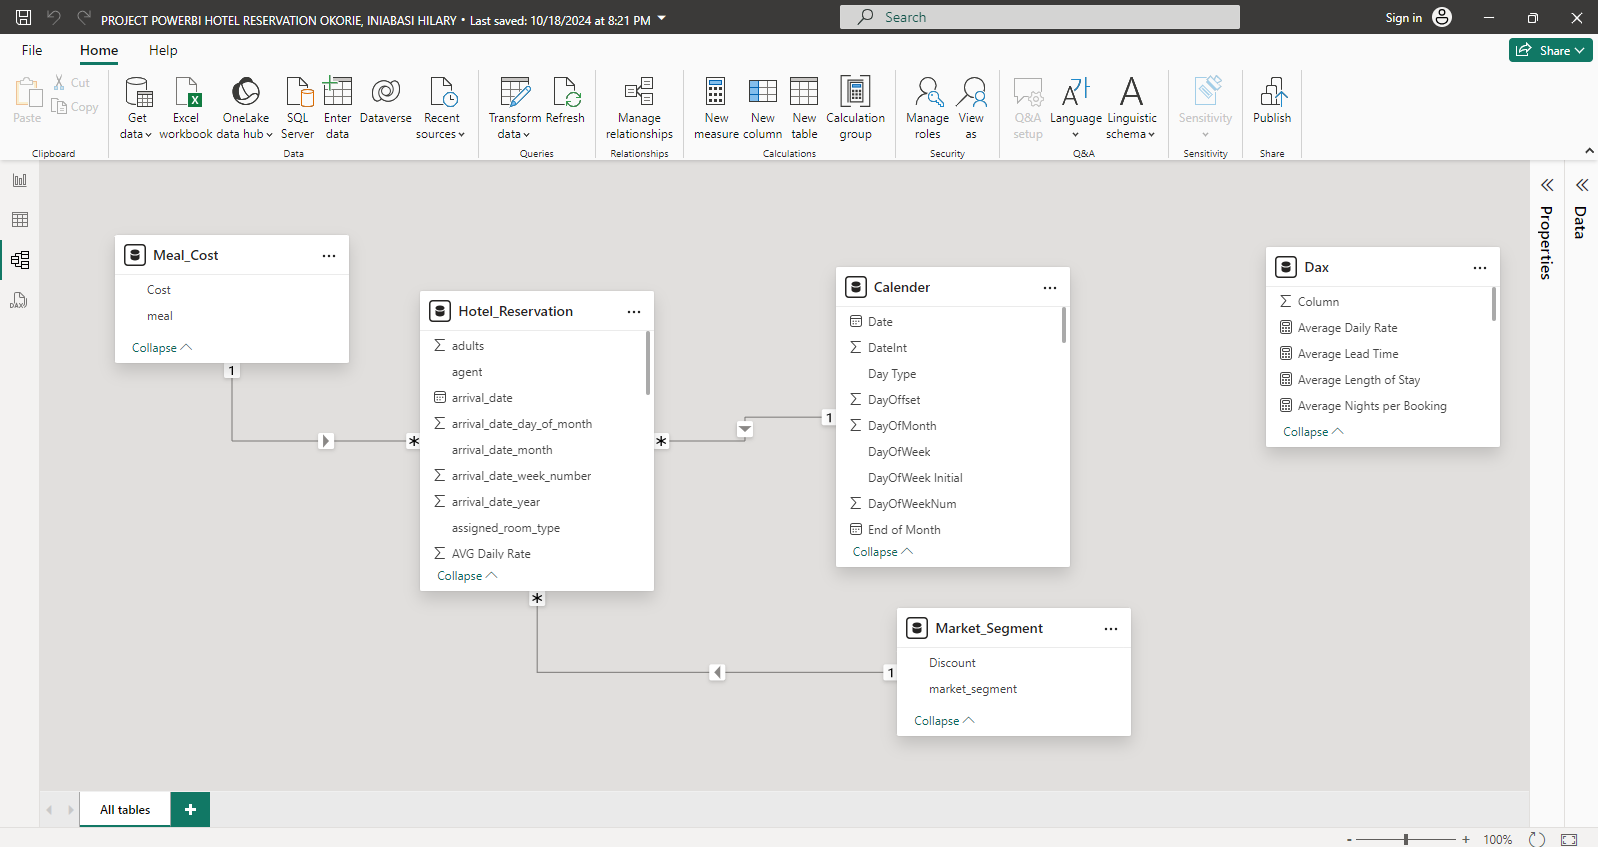 PROJECT POWERBI HOTEL RESERVATION OKORIE, INIABASI HILARY • Last saved: 10/18/2024 at 8:21 PM
Search
Sign in
File
Home
Help
Share
Paste
Cut
Copy
Get data
Excel workbook
OneLake data hub
SQL Server
Enter data
Dataverse
Recent sources
Transform data
Refresh
Manage relationships
New measure
New column
New table
Calculation group
Manage roles
View as
Q&A setup
Language
Linguistic schema
Sensitivity
Publish
Clipboard
Data
Queries
Relationships
Calculations
Security
Q&A
Sensitivity
Share
Meal_Cost
Cost
meal
Collapse
1
*
Hotel_Reservation
adults
agent
arrival_date
arrival_date_day_of_month
arrival_date_month
arrival_date_week_number
arrival_date_year
assigned_room_type
AVG Daily Rate
Collapse
*
1
Calender
Date
DateInt
Day Type
DayOffset
DayOfMonth
DayOfWeek
DayOfWeek Initial
DayOfWeekNum
End of Month
Collapse
Dax
Column
Average Daily Rate
Average Lead Time
Average Length of Stay
Average Nights per Booking
Collapse
*
1
Market_Segment
Discount
market_segment
Collapse
Properties
Data
DAX
All tables
+
- + 100%